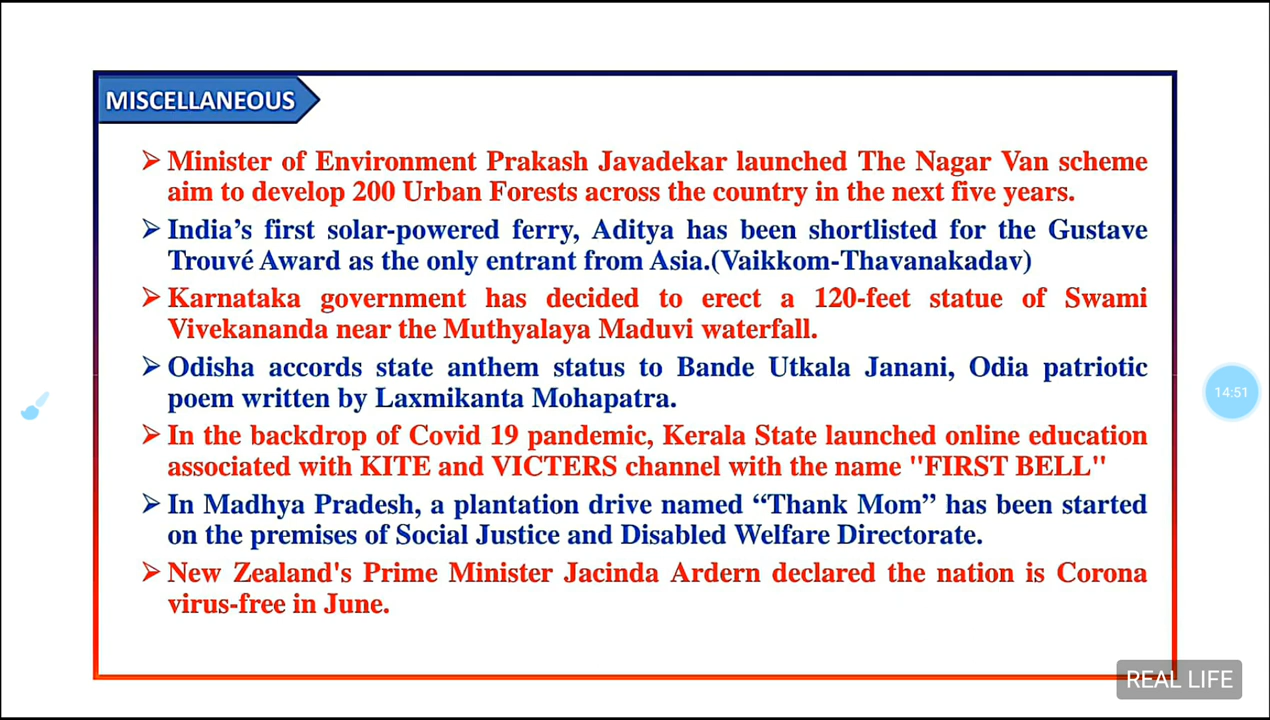 MISCELLANEOUS
➢ Minister of Environment Prakash Javadekar launched The Nagar Van scheme
aim to develop 200 Urban Forests across the country in the next five years.
➢ India’s first solar-powered ferry, Aditya has been shortlisted for the Gustave
Trouvé Award as the only entrant from Asia.(Vaikkom-Thavanakadav)
➢ Karnataka government has decided to erect a 120-feet statue of Swami
Vivekananda near the Muthyalaya Maduvi waterfall.
➢ Odisha accords state anthem status to Bande Utkala Janani, Odia patriotic
poem written by Laxmikanta Mohapatra.
➢ In the backdrop of Covid 19 pandemic, Kerala State launched online education
associated with KITE and VICTERS channel with the name "FIRST BELL"
➢ In Madhya Pradesh, a plantation drive named “Thank Mom” has been started
on the premises of Social Justice and Disabled Welfare Directorate.
➢ New Zealand's Prime Minister Jacinda Ardern declared the nation is Corona
virus-free in June.
14:51
REAL LIFE